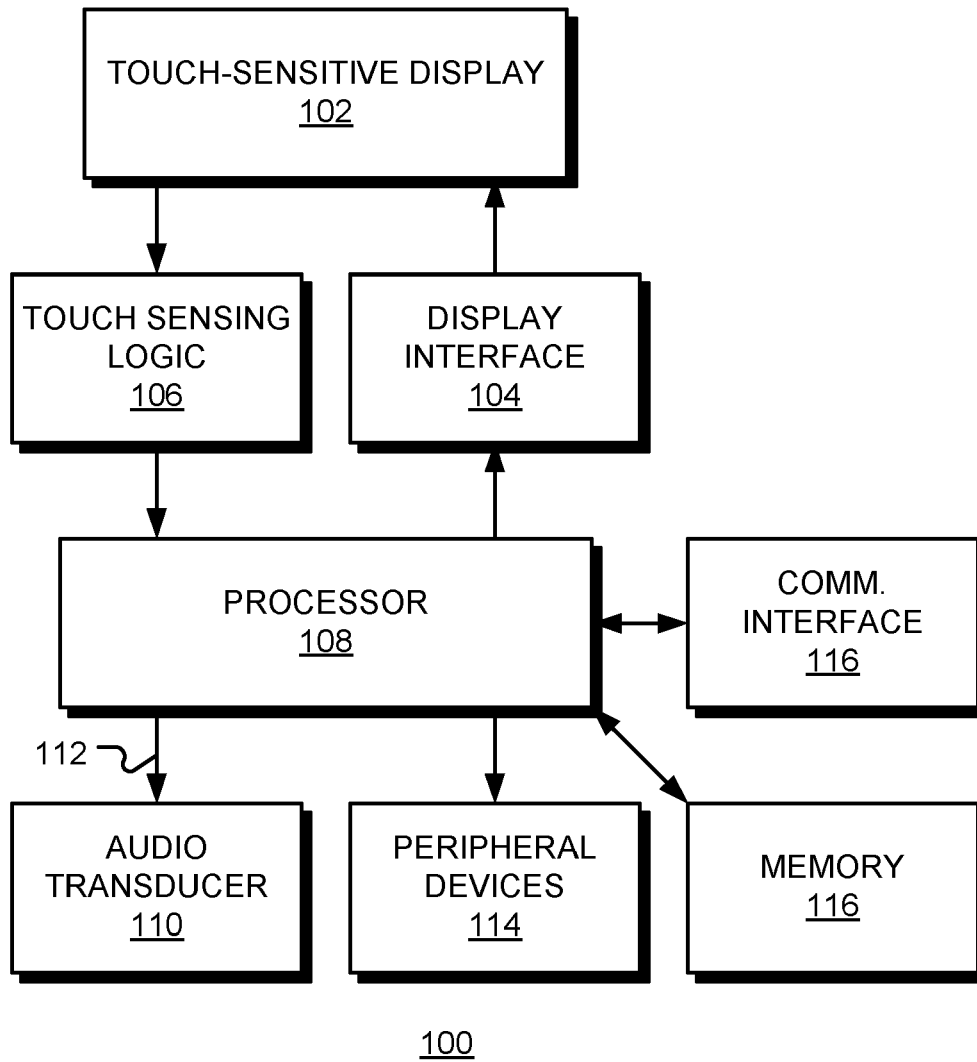 TOUCH-SENSITIVE DISPLAY
102
TOUCH SENSING
LOGIC
106
DISPLAY
INTERFACE
104
PROCESSOR
108
COMM.
INTERFACE
116
112
AUDIO
TRANSDUCER
110
PERIPHERAL
DEVICES
114
MEMORY
116
100